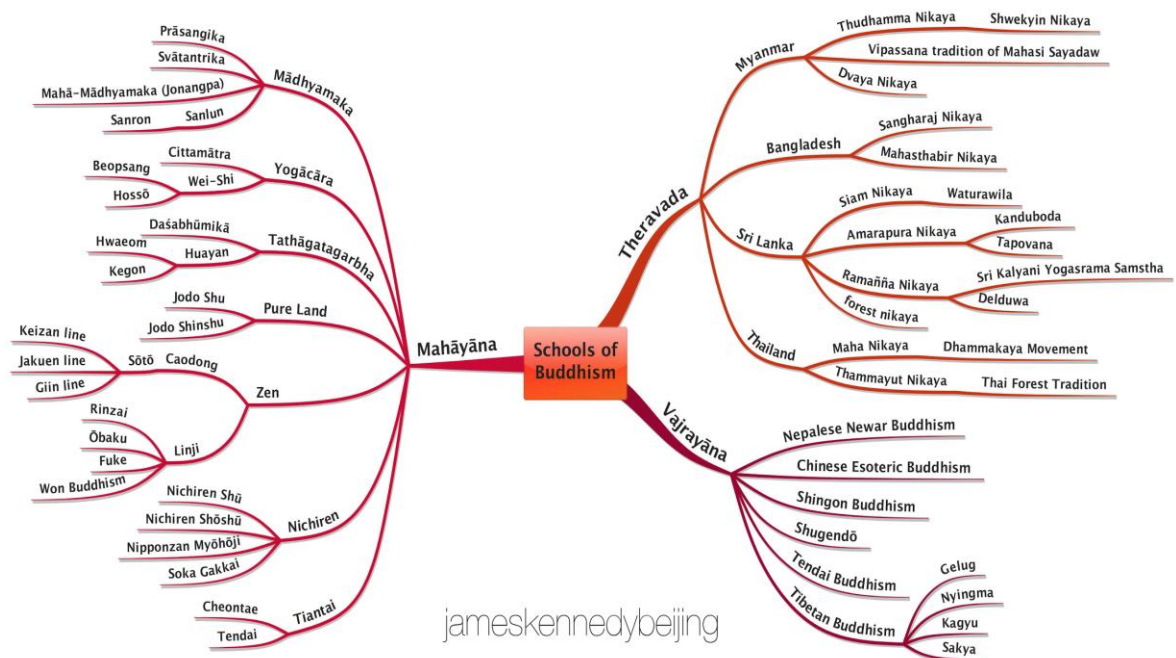 Schools of
Buddhism
Mahāyāna
Mādhyamaka
Prāsangika
Svātantrika
Mahā-Mādhyamaka (Jonangpa)
Sanlun
Sanron
Yogācāra
Cittamātra
Wei-Shi
Beopsang
Hossō
Tathāgatagarbha
Daśabhūmikā
Huayan
Hwaeom
Kegon
Pure Land
Jodo Shu
Jodo Shinshu
Zen
Caodong
Sōtō
Keizan line
Jakuen line
Giin line
Linji
Rinzai
Ōbaku
Fuke
Won Buddhism
Nichiren
Nichiren Shū
Nichiren Shōshū
Nipponzan Myōhōji
Soka Gakkai
Tiantai
Cheontae
Tendai
Theravada
Myanmar
Thudhamma Nikaya
Shwekyin Nikaya
Vipassana tradition of Mahasi Sayadaw
Dvaya Nikaya
Bangladesh
Sangharaj Nikaya
Mahasthabir Nikaya
Sri Lanka
Siam Nikaya
Waturawila
Amarapura Nikaya
Kanduboda
Tapovana
Ramañña Nikaya
Sri Kalyani Yogasrama Samstha
Delduwa
forest nikaya
Thailand
Maha Nikaya
Dhammakaya Movement
Thammayut Nikaya
Thai Forest Tradition
Vajrayāna
Nepalese Newar Buddhism
Chinese Esoteric Buddhism
Shingon Buddhism
Shugendō
Tendai Buddhism
Tibetan Buddhism
Gelug
Nyingma
Kagyu
Sakya
jameskennedybeijing